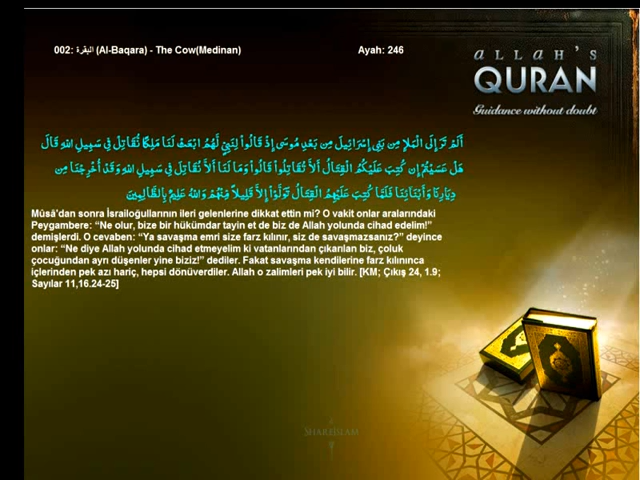 002: البقرة (Al-Baqara) - The Cow(Medinan) Ayah: 246
ALLAH'S
QURAN
Guidance without doubt
أَلَمْ تَرَ إِلَى الْمَلَإِ مِن بَنِي إِسْرَائِيلَ مِن بَعْدِ مُوسَى إِذْ قَالُواْ لِنَبِيٍّ لَّهُمُ ابْعَثْ لَنَا مَلِكًا نُّقَاتِلْ فِي سَبِيلِ اللّهِ قَالَ
هَلْ عَسَيْتُمْ إِن كُتِبَ عَلَيْكُمُ الْقِتَالُ أَلاَّ تُقَاتِلُواْ قَالُواْ وَمَا لَنَا أَلاَّ نُقَاتِلَ فِي سَبِيلِ اللّهِ وَقَدْ أُخْرِجْنَا مِن
دِيَارِنَا وَأَبْنَآئِنَا فَلَمَّا كُتِبَ عَلَيْهِمُ الْقِتَالُ تَوَلَّوْاْ إِلاَّ قَلِيلاً مِّنْهُمْ وَاللّهُ عَلِيمٌ بِالظَّالِمِينَ
Mûsâ'dan sonra İsrailoğullarının ileri gelenlerine dikkat ettin mi? O vakit onlar aralarındaki
Peygambere: “Ne olur, bize bir hükümdar tayin et de biz de Allah yolunda cihad edelim!”
demişlerdi. O cevaben: “Ya savaşma emri size farz kılınır, siz de savaşmazsanız?” deyince
onlar: “Ne diye Allah yolunda cihad etmeyelim ki vatanlarından çıkarılan biz, çoluk
çocuğundan ayrı düşenler yine biziz!” dediler. Fakat savaşma kendilerine farz kılınınca
içlerinden pek azı hariç, hepsi dönüverdiler. Allah o zalimleri pek iyi bilir. [KM; Çıkış 24, 1.9;
Sayılar 11,16.24-25]
SHAREISLAM